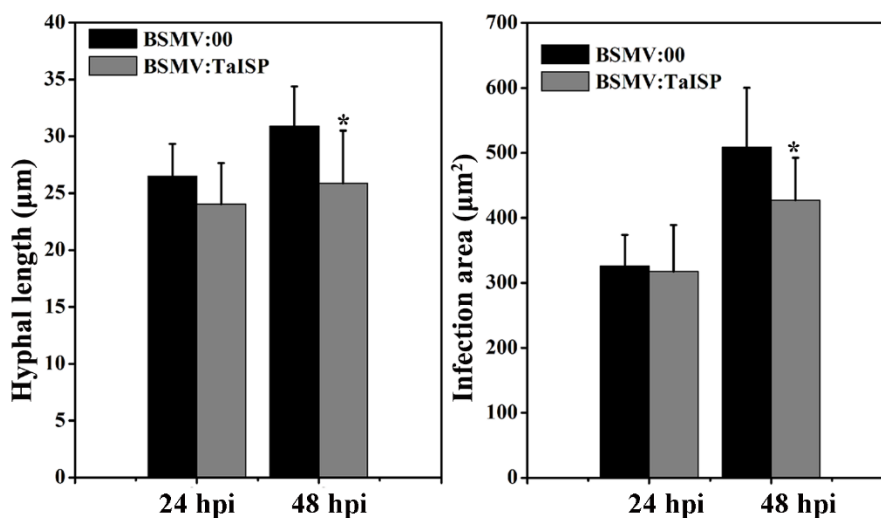 40
35
30
25
20
15
10
5
0
Hyphal length (μm)
BSMV:00
BSMV:TaISP
*
24 hpi
48 hpi
700
600
500
400
300
200
100
0
Infection area (μm²)
BSMV:00
BSMV:TaISP
*
24 hpi
48 hpi